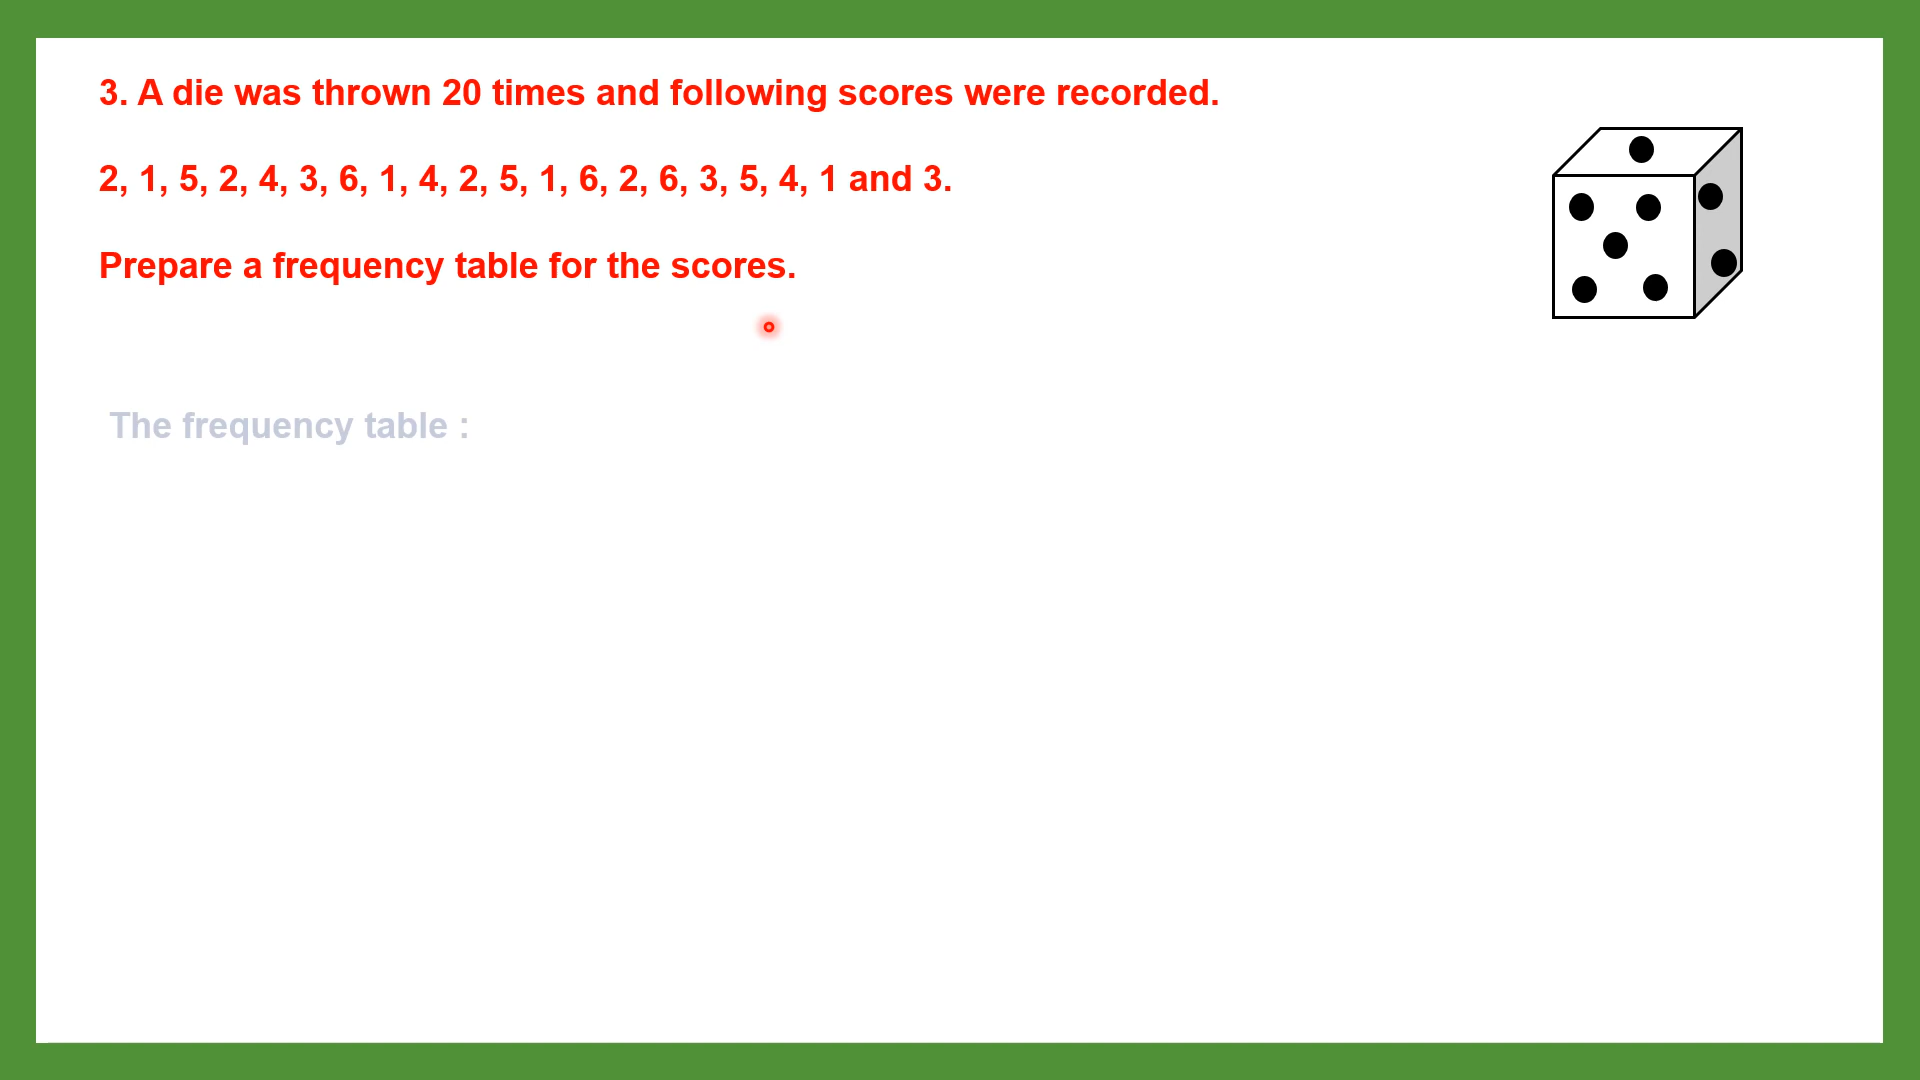 3. A die was thrown 20 times and following scores were recorded.
2, 1, 5, 2, 4, 3, 6, 1, 4, 2, 5, 1, 6, 2, 6, 3, 5, 4, 1 and 3.
Prepare a frequency table for the scores.
The frequency table :